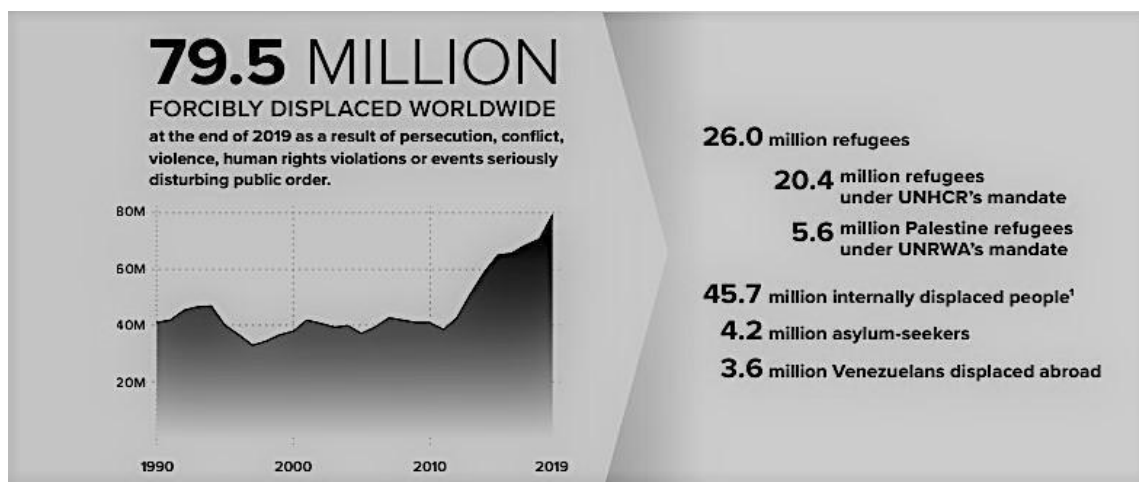 79.5 MILLION
FORCIBLY DISPLACED WORLDWIDE
at the end of 2019 as a result of persecution, conflict,
violence, human rights violations or events seriously
disturbing public order.
80M
60M
40M
20M
1990
2000
2010
2019
26.0 million refugees
20.4 million refugees
under UNHCR’s mandate
5.6 million Palestine refugees
under UNRWA’s mandate
45.7 million internally displaced people¹
4.2 million asylum-seekers
3.6 million Venezuelans displaced abroad